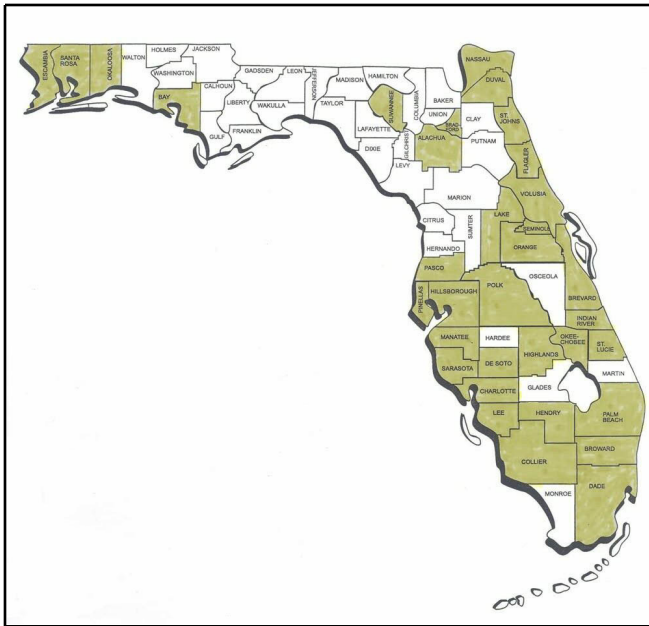 ESCAMBIA
SANTA
ROSA
OKALOOSA
WALTON
HOLMES
JACKSON
WASHINGTON
BAY
CALHOUN
GULF
LIBERTY
GADSDEN
FRANKLIN
WAKULLA
LEON
JEFFERSON
MADISON
TAYLOR
HAMILTON
SUWANNEE
LAFAYETTE
DIXIE
COLUMBIA
GILCHRIST
LEVY
BAKER
UNION
BRAD-
FORD
ALACHUA
NASSAU
DUVAL
CLAY
ST.
JOHNS
PUTNAM
FLAGLER
MARION
VOLUSIA
CITRUS
SUMTER
LAKE
SEMINOLE
HERNANDO
ORANGE
PASCO
OSCEOLA
BREVARD
PINELLAS
HILLSBOROUGH
POLK
INDIAN
RIVER
MANATEE
HARDEE
HIGHLANDS
OKEE-
CHOBEE
ST.
LUCIE
SARASOTA
DE SOTO
MARTIN
CHARLOTTE
GLADES
LEE
HENDRY
PALM
BEACH
COLLIER
BROWARD
MONROE
DADE